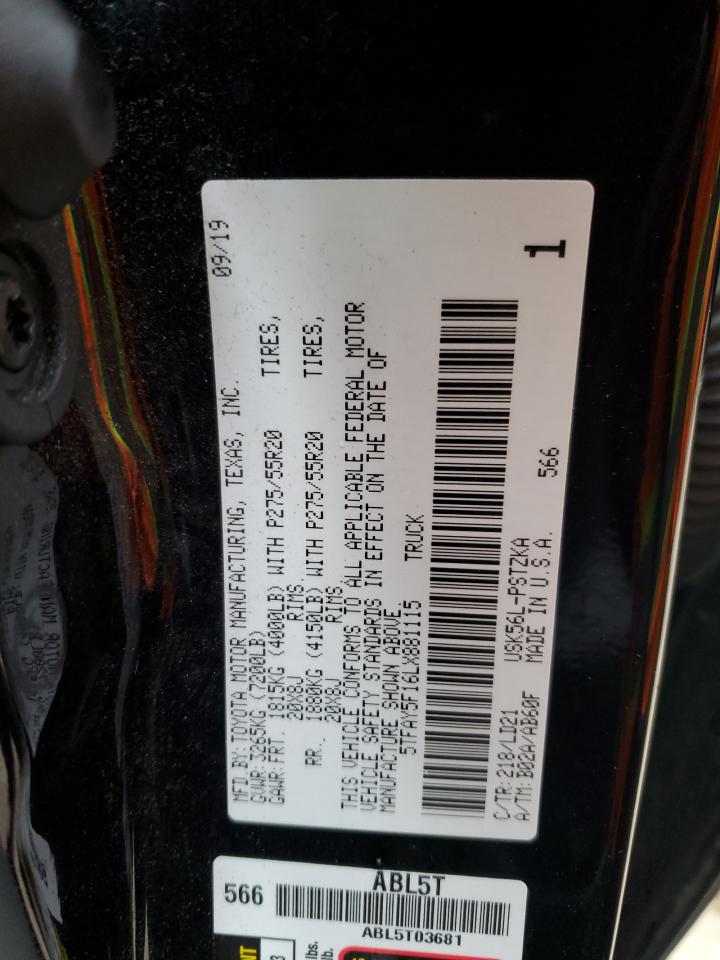 09/19
MFD.BY:TOYOTA MOTOR MANUFACTURING, TEXAS, INC.
GVWR:3265KG (7200LB)
GAWR:FRT. 1815KG (4000LB) WITH P275/55R20 TIRES,
20X8J RIMS.
RR. 1880KG (4150LB) WITH P275/55R20 TIRES,
20X8J RIMS.
THIS VEHICLE CONFORMS TO ALL APPLICABLE FEDERAL MOTOR
VEHICLE SAFETY STANDARDS IN EFFECT ON THE DATE OF
MANUFACTURE SHOWN ABOVE.
5TFAY5F16LX881115 TRUCK
C/TR:218/LD21 USK56L-PSTZKA
A/TM:B02A/AB60F MADE IN U.S.A. 566
1
566 ABL5T
ABL5T03681
lbs.
lb.